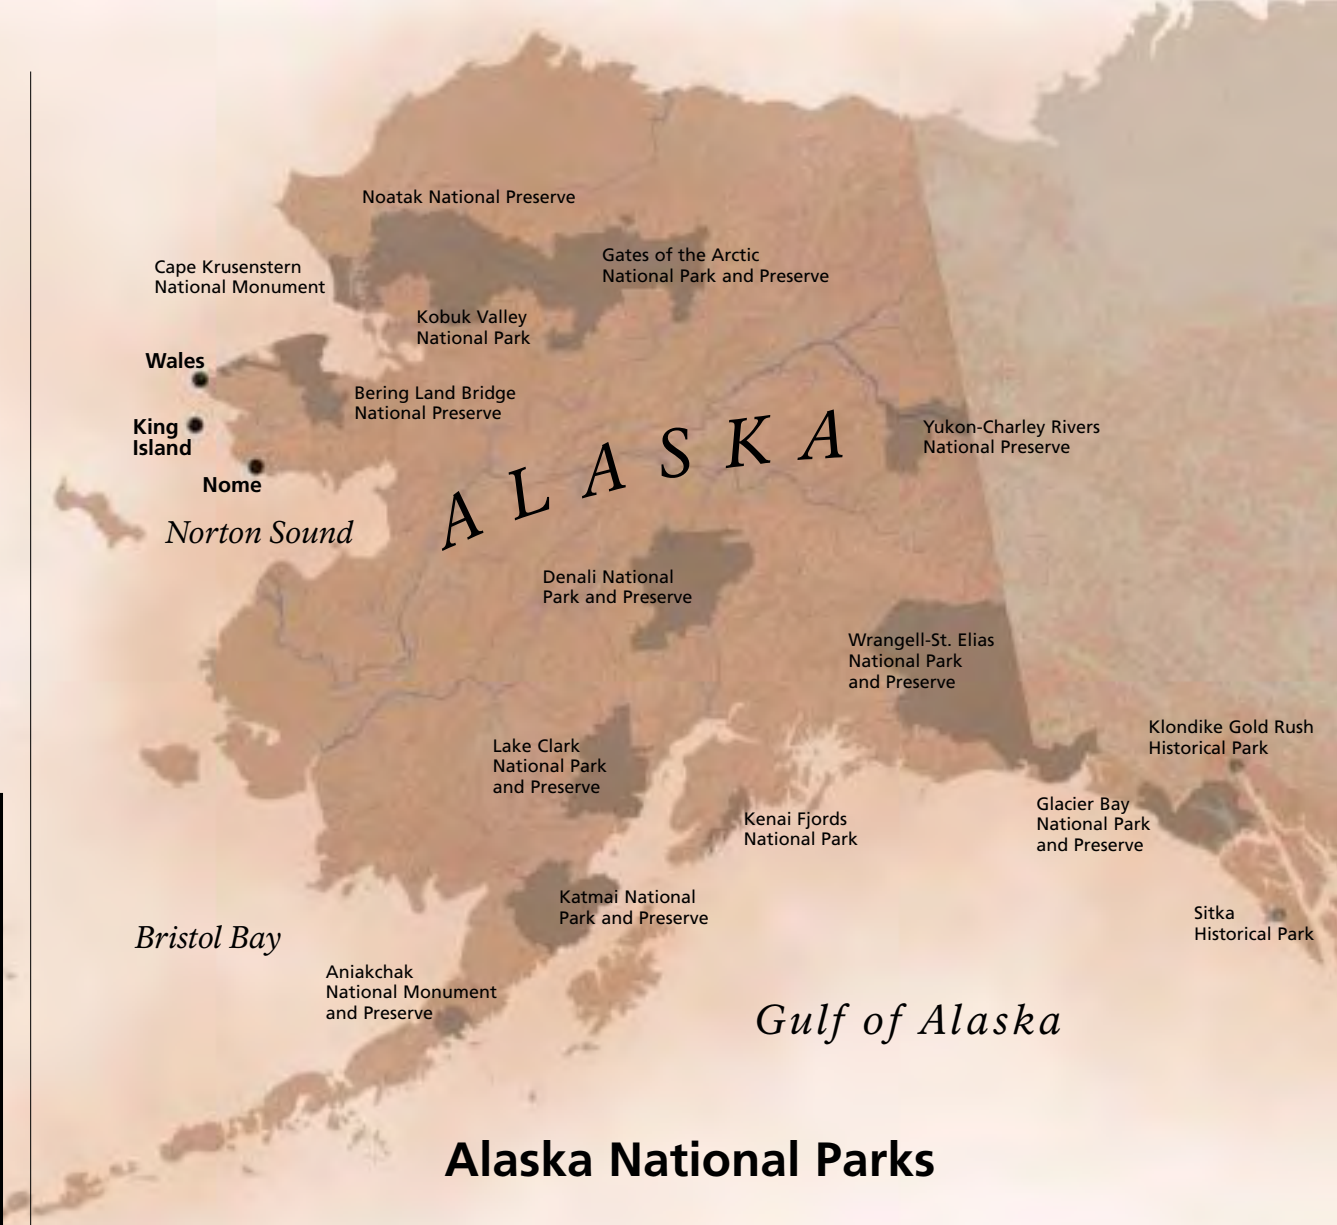 Noatak National Preserve
Gates of the Arctic
National Park and Preserve
Cape Krusenstern
National Monument
Kobuk Valley
National Park
Wales
Bering Land Bridge
National Preserve
King
Island
Nome
Norton Sound
ALASKA
Yukon-Charley Rivers
National Preserve
Denali National
Park and Preserve
Wrangell-St. Elias
National Park
and Preserve
Lake Clark
National Park
and Preserve
Klondike Gold Rush
Historical Park
Glacier Bay
National Park
and Preserve
Kenai Fjords
National Park
Katmai National
Park and Preserve
Sitka
Historical Park
Bristol Bay
Aniakchak
National Monument
and Preserve
Gulf of Alaska
Alaska National Parks